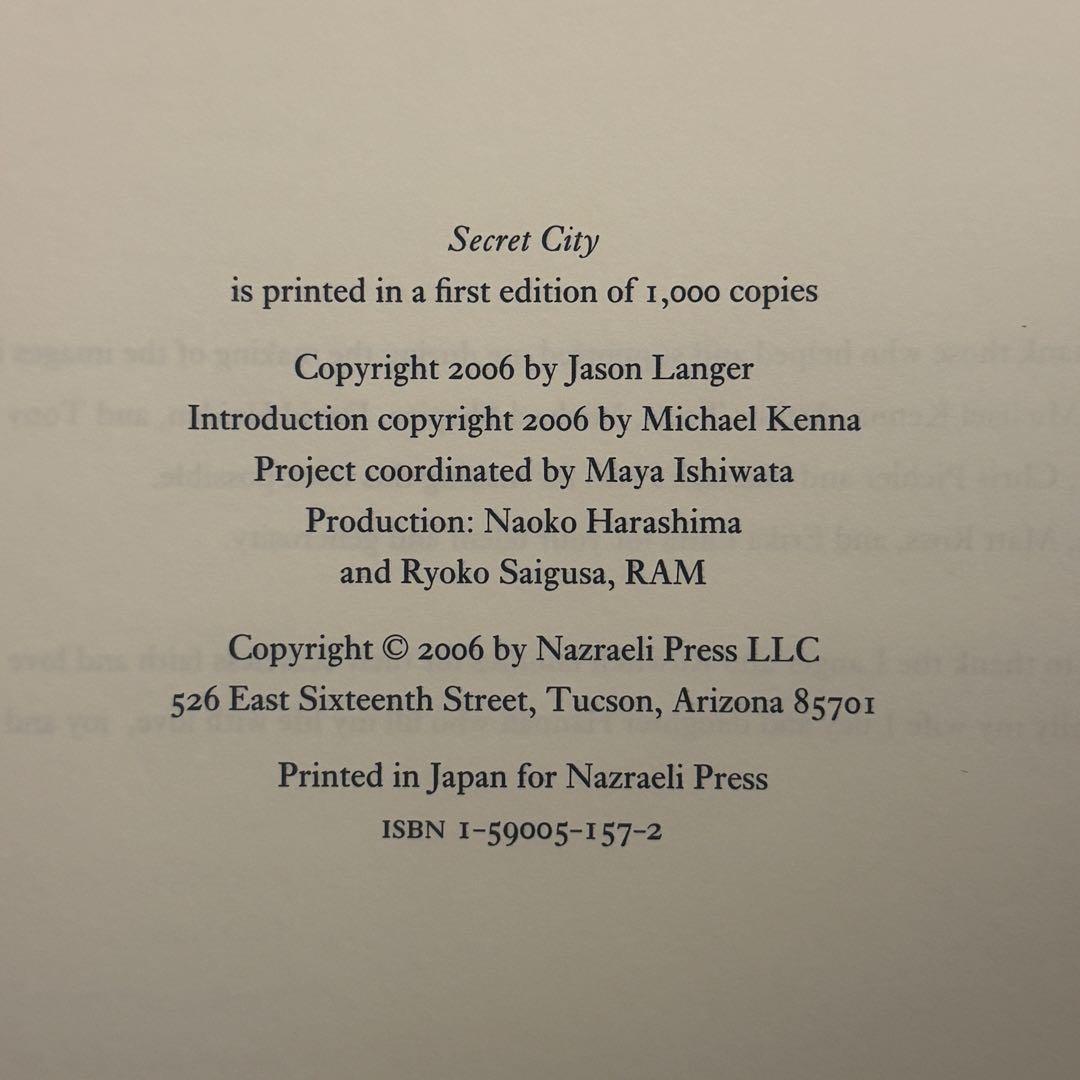 Secret City
is printed in a first edition of 1,000 copies
Copyright 2006 by Jason Langer
Introduction copyright 2006 by Michael Kenna
Project coordinated by Maya Ishiwata
Production: Naoko Harashima
and Ryoko Saigusa, RAM
Copyright © 2006 by Nazraeli Press LLC
526 East Sixteenth Street, Tucson, Arizona 85701
Printed in Japan for Nazraeli Press
ISBN 1-59005-157-2